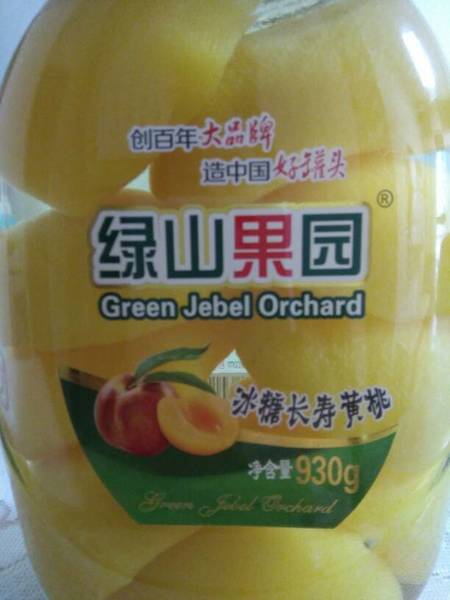 创百年大品牌
造中国好罐头
绿山果园®
Green Jebel Orchard
冰糖长寿黄桃
净含量930g
Green Jebel Orchard